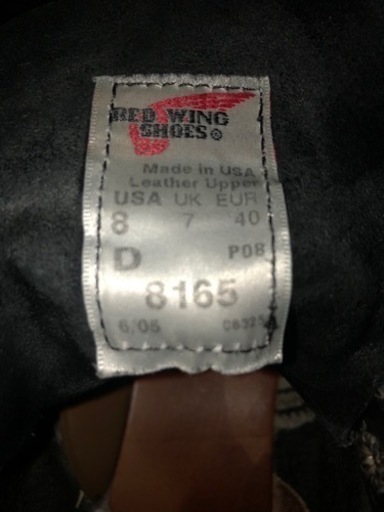 RED WING
SHOES®
Made in USA
Leather Upper
USA UK EUR
8 7 40
D P08
8165
6/05